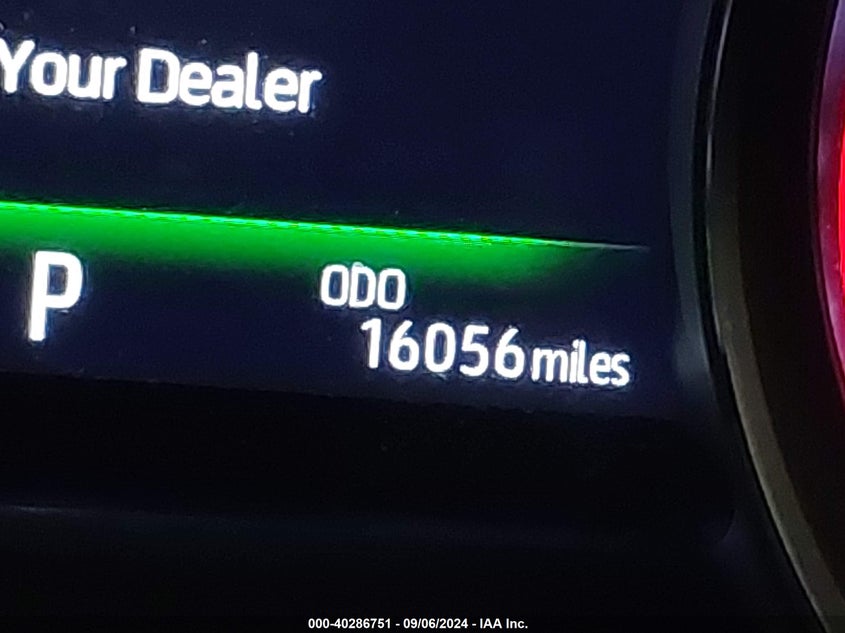 Your Dealer
P
ODO
16056 miles
000-40286751 - 09/06/2024 - IAA Inc.